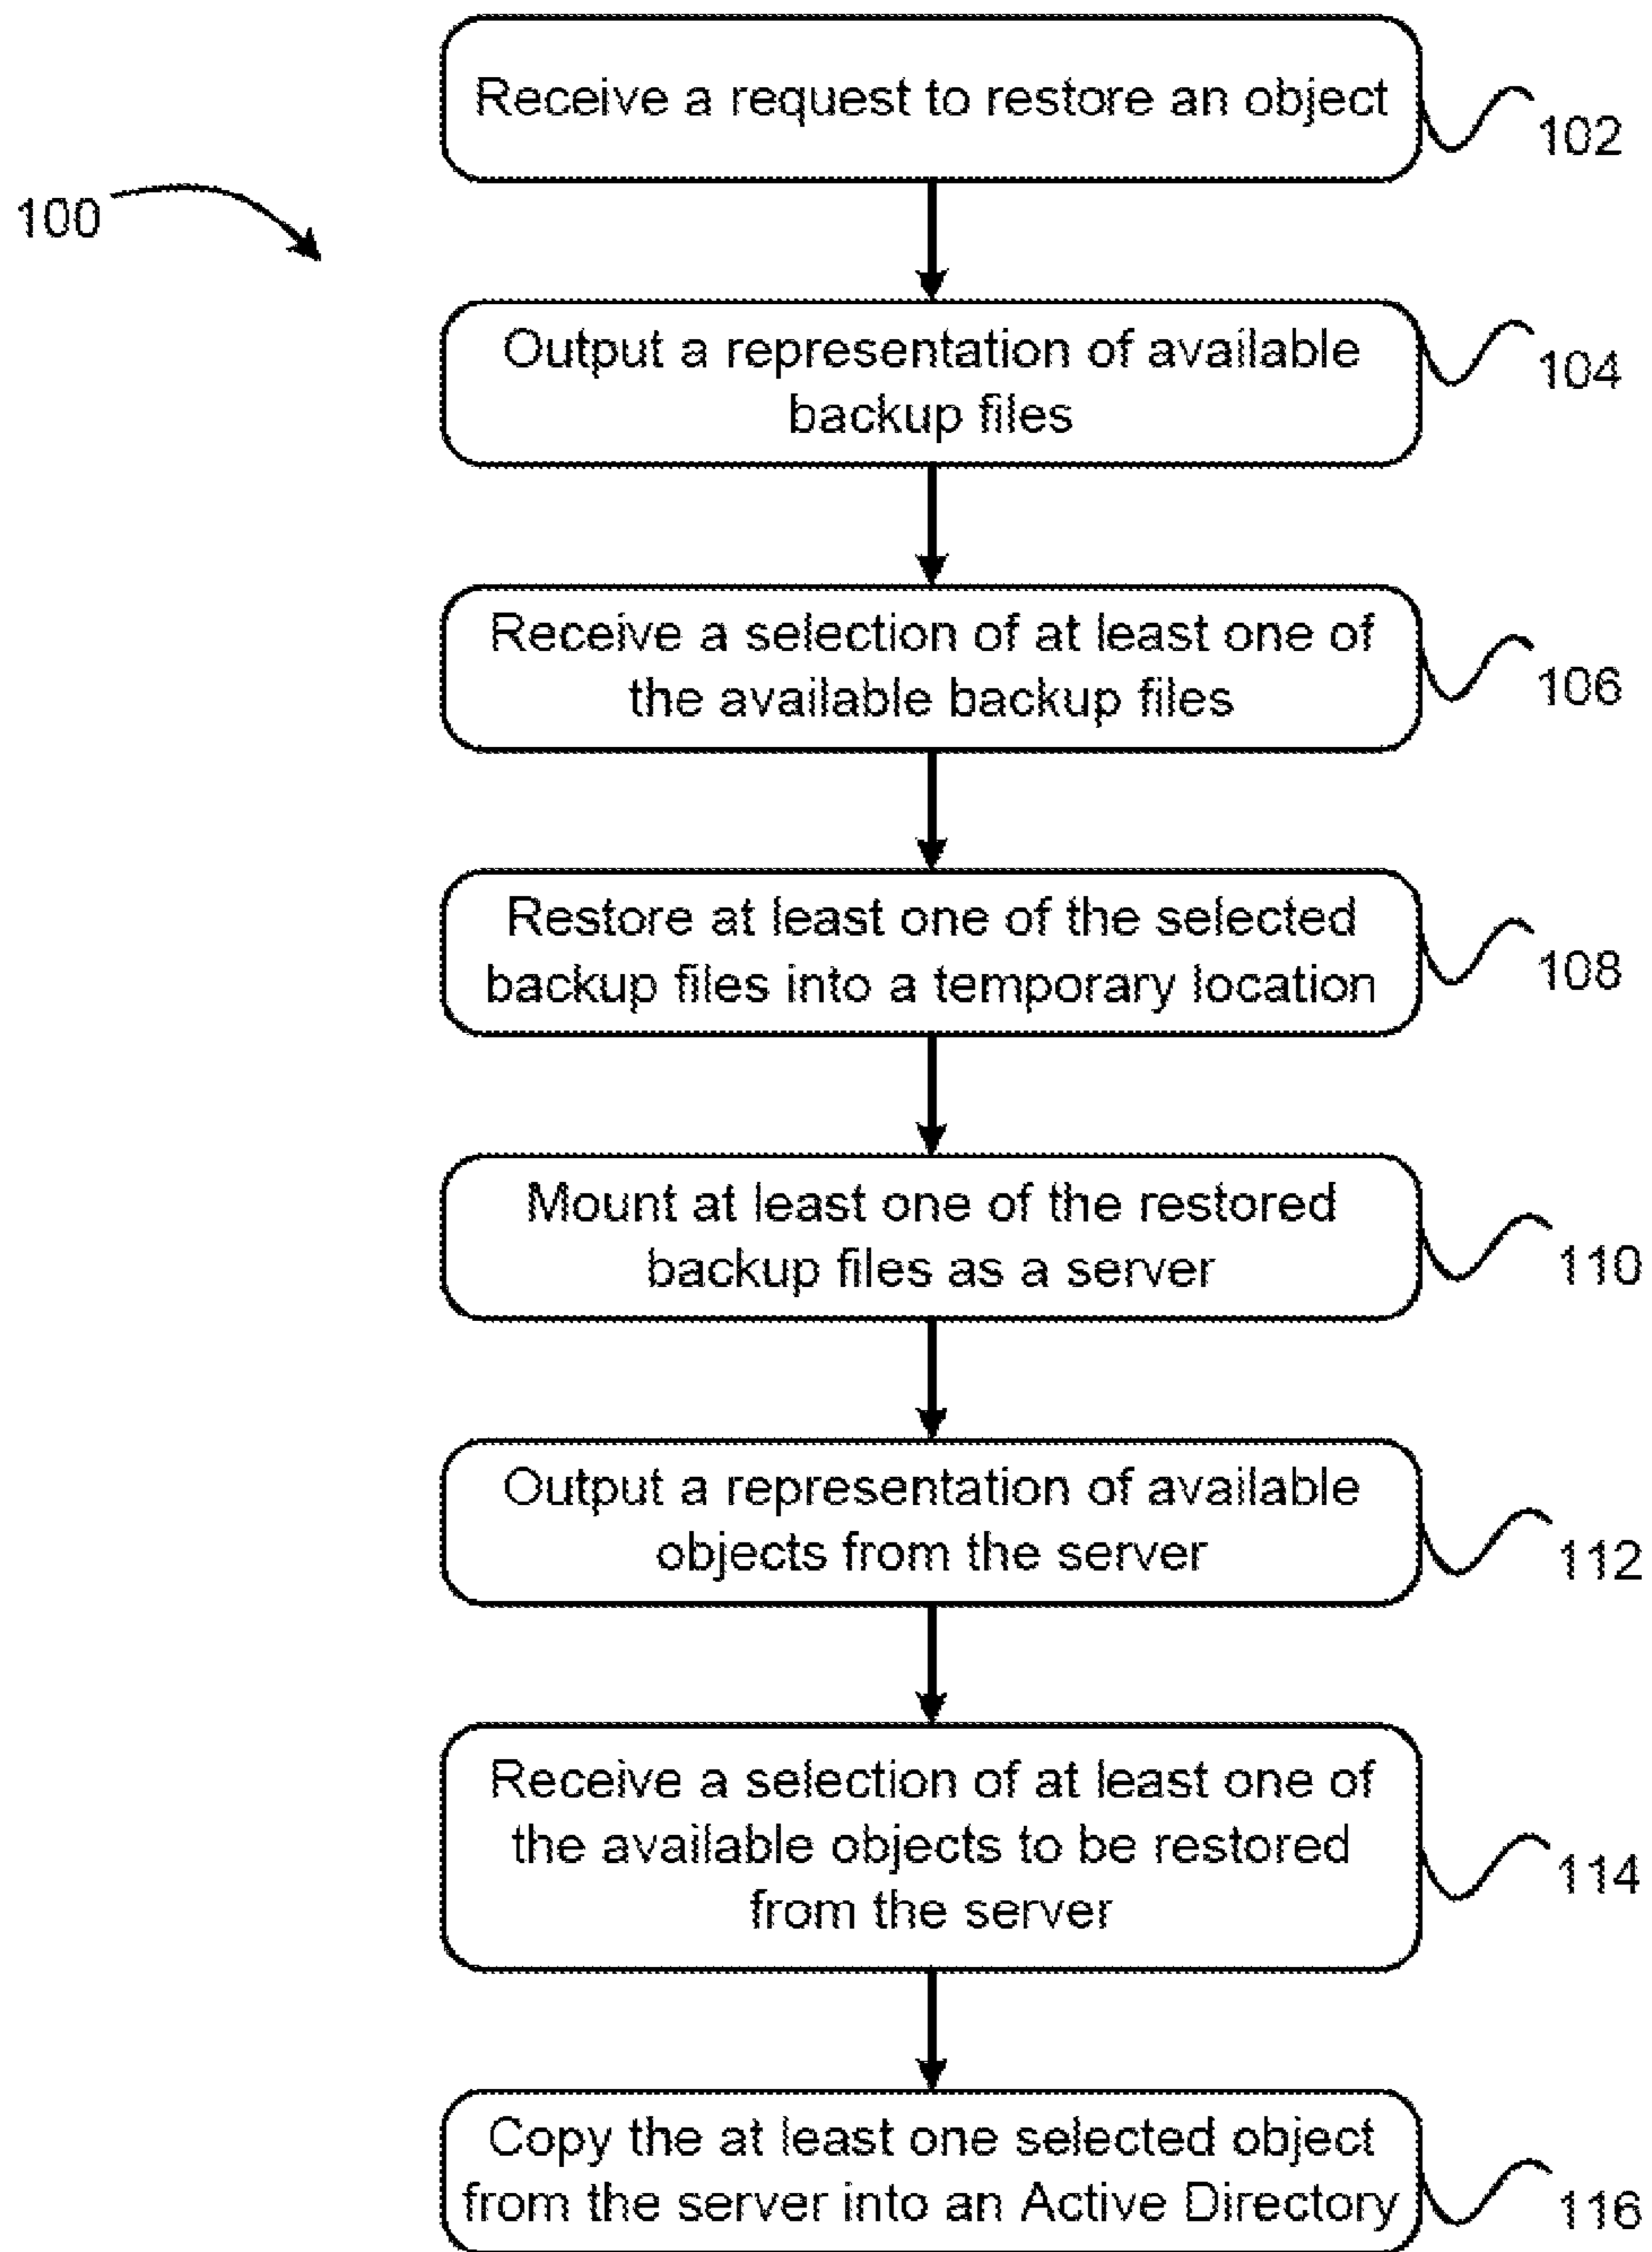 Receive a request to restore an object
102
100
Output a representation of available
backup files
104
Receive a selection of at least one of
the available backup files
106
Restore at least one of the selected
backup files into a temporary location
108
Mount at least one of the restored
backup files as a server
110
Output a representation of available
objects from the server
112
Receive a selection of at least one of
the available objects to be restored
from the server
114
Copy the at least one selected object
from the server into an Active Directory
116